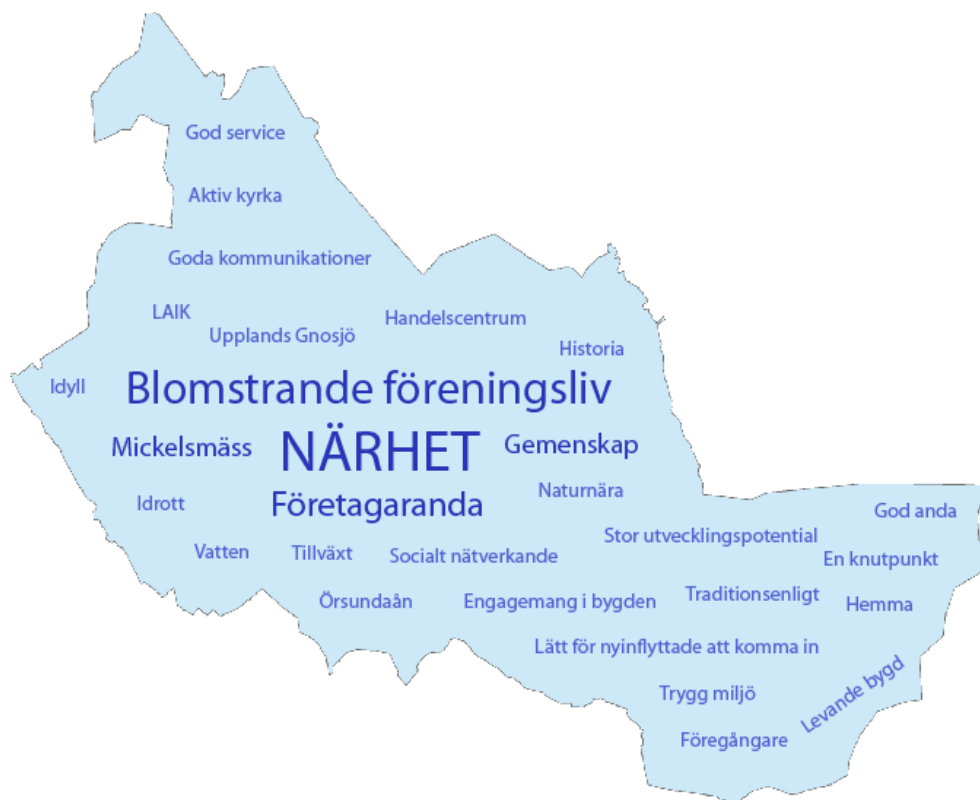 God service
Aktiv kyrka
Goda kommunikationer
LAIK
Handelscentrum
Upplands Gnosjö
Historia
Idyll
Blomstrande föreningsliv
Mickelsmäss
NÄRHET
Gemenskap
Idrott
Företagaranda
Naturnära
God anda
Stor utvecklingspotential
Vatten
Tillväxt
Socialt nätverkande
En knutpunkt
Örsundaån
Engagemang i bygden
Traditionsenligt
Hemma
Lätt för nyinflyttade att komma in
Trygg miljö
Levande bygd
Föregångare